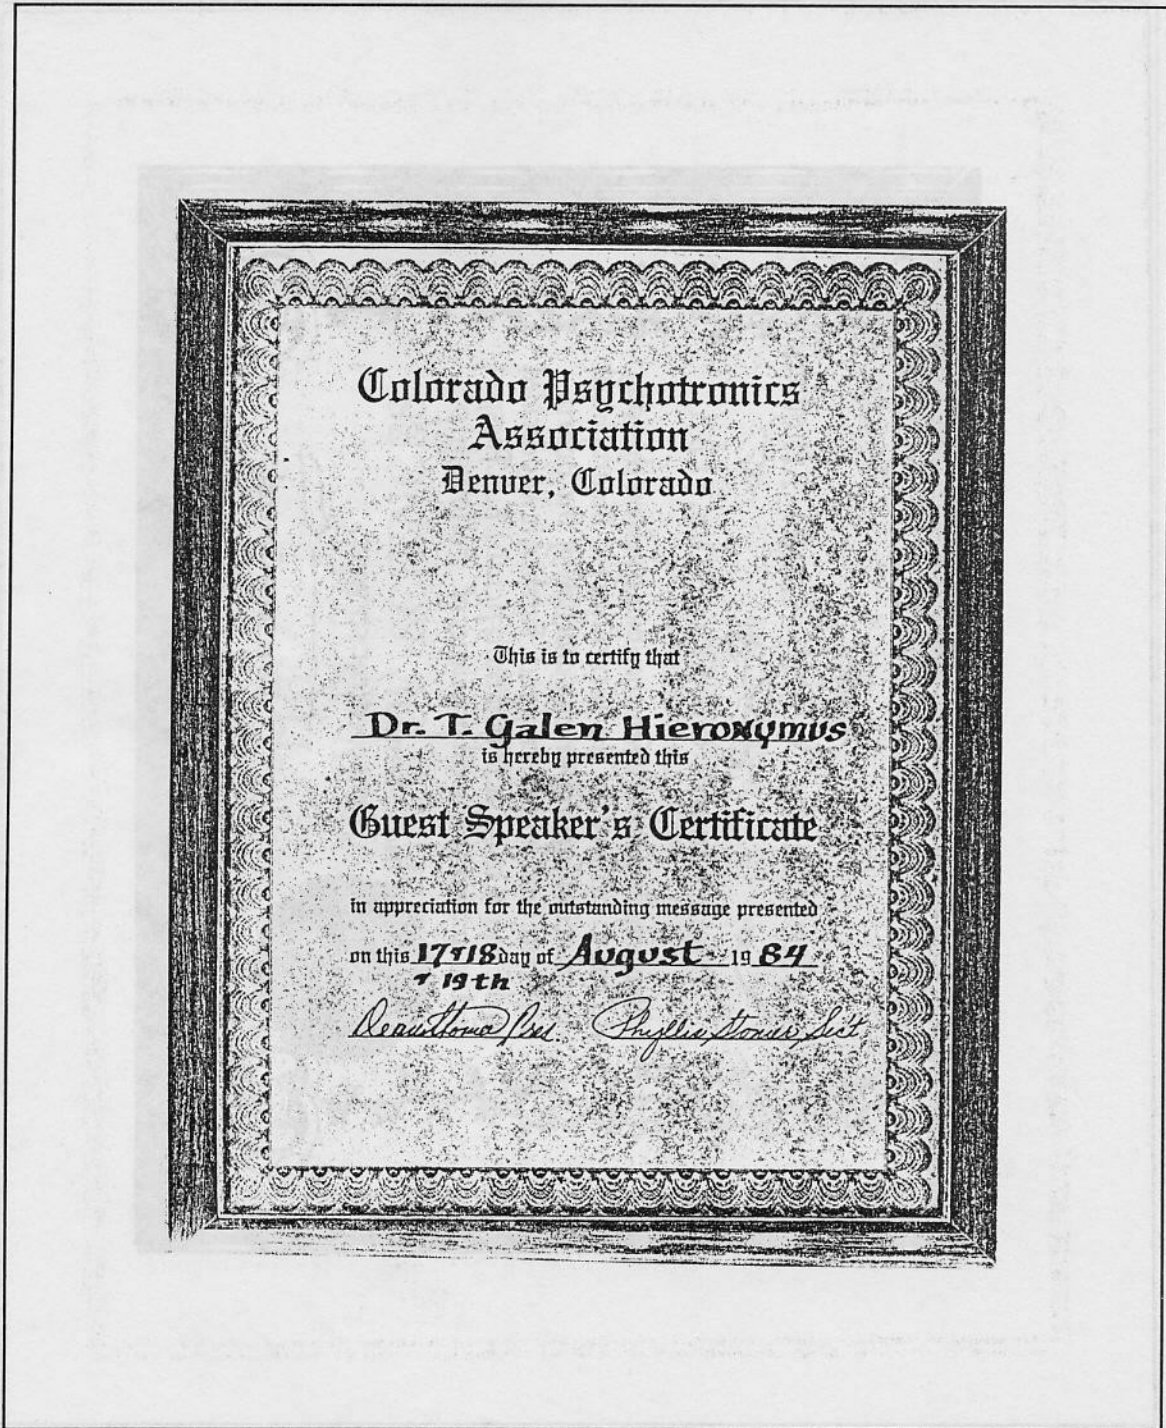 Colorado Psychotronics
Association
Denver, Colorado
This is to certify that
Dr. T. Galen Hieronymus
is hereby presented this
Guest Speaker's Certificate
in appreciation for the outstanding message presented
on this 17+18 day of August 19 84
+ 19th
Pres. Phyllis Stoner Sect